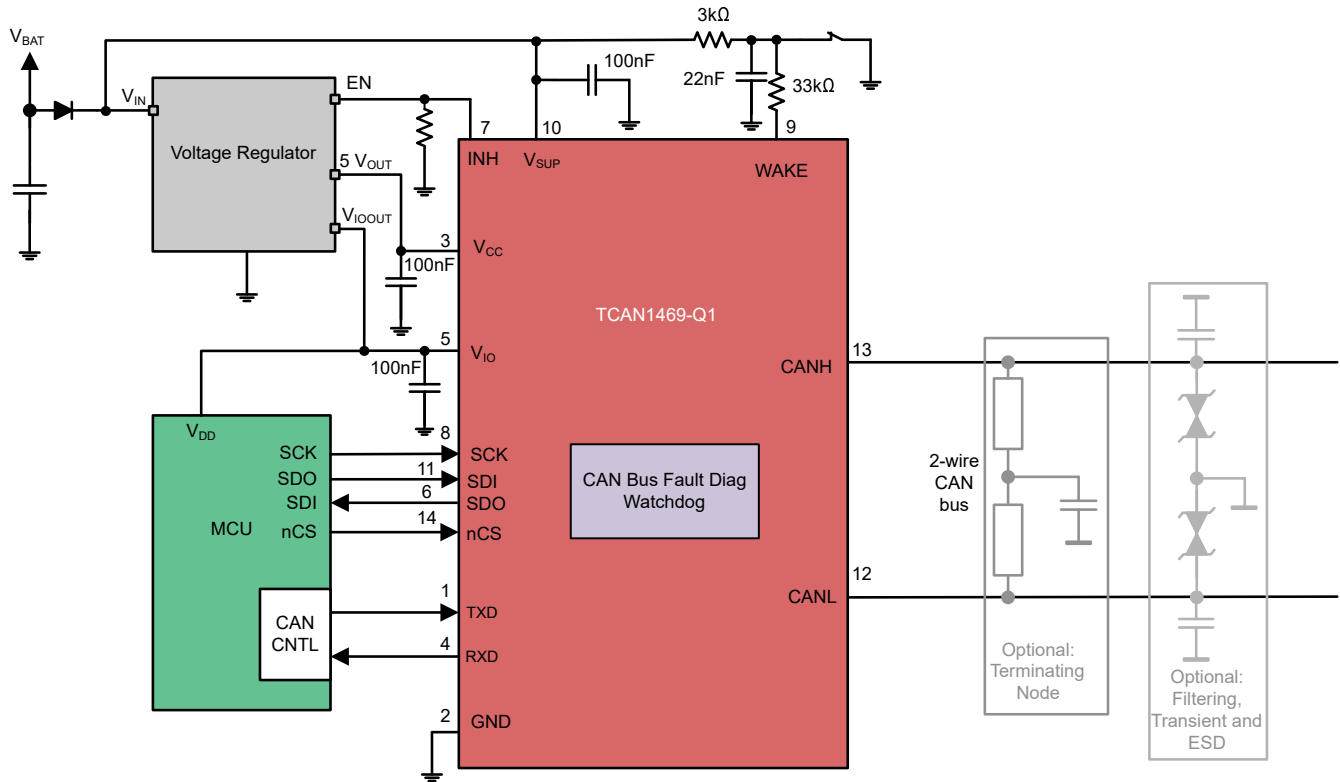 3kΩ
VBAT
100nF
22nF
33kΩ
EN
VIN
7
10
9
Voltage Regulator
INH
VSUP
WAKE
5 VOUT
VIOOUT
3
VCC
100nF
TCAN1469-Q1
5
VIO
13
100nF
CANH
VDD
8
SCK
SCK
11
SDO
SDI
6
SDI
SDO
14
MCU
nCS
nCS
CAN Bus Fault Diag
Watchdog
2-wire
CAN
bus
12
CANL
1
TXD
CAN
CNTL
4
RXD
2
GND
Optional:
Terminating
Node
Optional:
Filtering,
Transient and
ESD